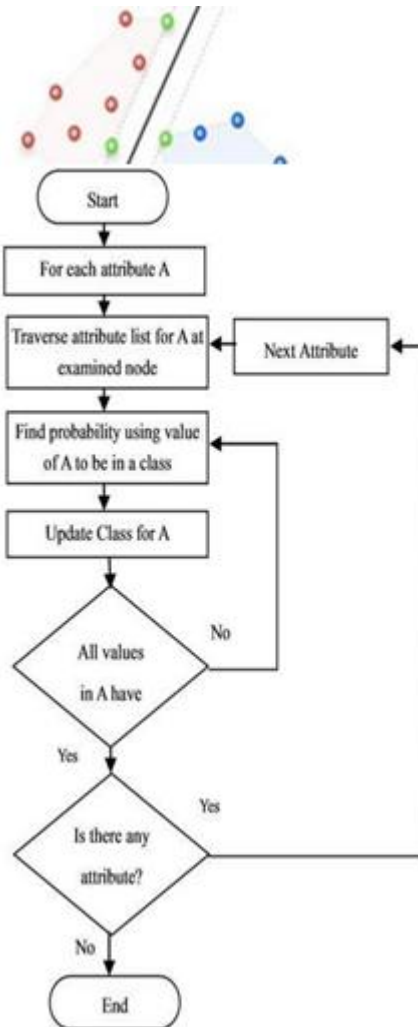 Start
For each attribute A
Traverse attribute list for A at
examined node
Next Attribute
Find probability using value
of A to be in a class
Update Class for A
No
All values
in A have
Yes
Yes
Is there any
attribute?
No
End